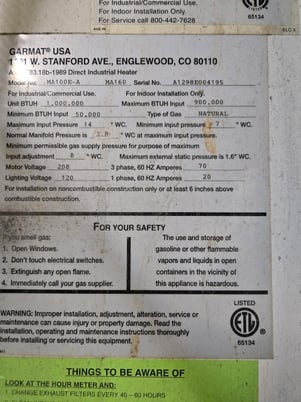 For Industrial/Commercial Use.
For Indoor Installation Only.
For Service call 800-442-7628
65134
GARMAT® USA
W. STANFORD AVE., ENGLEWOOD, CO 80110
83.18b-1989 Direct Industrial Heater
Model No. MA100E-A MA160 Serial No. A1298E004195
For Industrial/Commercial Use. For Indoor Installation Only.
Unit BTUH 1,000,000 Maximum BTUH Input 900,000
Minimum BTUH Input 50,000 Type of Gas NATURAL
Maximum Input Pressure 14 " WC. Minimum input pressure 7 " WC.
Normal Manifold Pressure is "WC at maximum input pressure.
Minimum permissible gas supply pressure for purpose of maximum
Input adjustment 8 " WC. Maximum external static pressure is 1.6" WC.
Motor Voltage 208 3 phase, 60 HZ Amperes 70
Lighting Voltage 120 1 phase, 60 HZ Amperes 20
For installation on noncombustible construction only or at least 6 inches above
combustible construction.
FOR YOUR SAFETY
If you smell gas:
1. Open Windows.
2. Don't touch electrical switches.
3. Extinguish any open flame.
4. Immediately call your gas supplier.
The use and storage of
gasoline or other flammable
vapors and liquids in open
containers in the vicinity of
this appliance is hazardous.
WARNING: Improper installation, adjustment, alteration, service or
maintenance can cause injury or property damage. Read the
installation, operating and maintenance instructions thoroughly
before installing or servicing this equipment.
LISTED
ETL
65134
THINGS TO BE AWARE OF
LOOK AT THE HOUR METER AND:
1. CHANGE EXHAUST FILTERS EVERY 40 – 60 HOURS